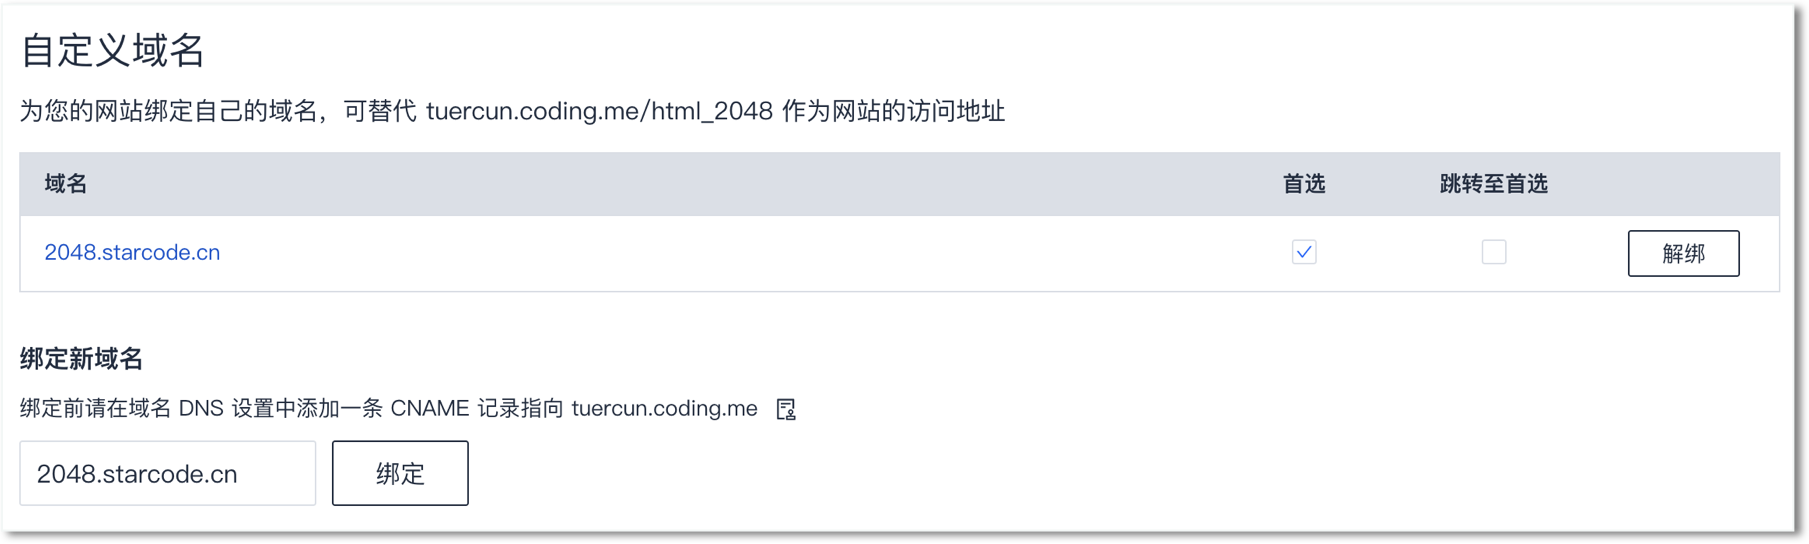 自定义域名
为您的网站绑定自己的域名，可替代 tuercun.coding.me/html_2048 作为网站的访问地址
域名 首选 跳转至首选
2048.starcode.cn 解绑
绑定新域名
绑定前请在域名 DNS 设置中添加一条 CNAME 记录指向 tuercun.coding.me
2048.starcode.cn 绑定